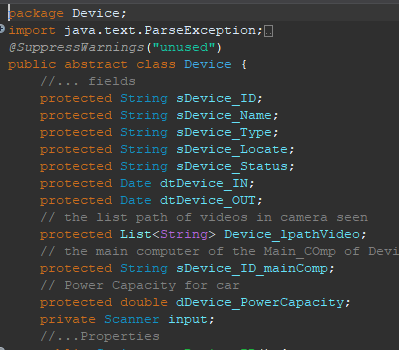 package Device;
import java.text.ParseException;
@SuppressWarnings("unused")
public abstract class Device {
//... fields
protected String sDevice_ID;
protected String sDevice_Name;
protected String sDevice_Type;
protected String sDevice_Locate;
protected String sDevice_Status;
protected Date dtDevice_IN;
protected Date dtDevice_OUT;
// the list path of videos in camera seen
protected List<String> Device_lpathVideo;
// the main computer of the Main_COmp of Devi
protected String sDevice_ID_mainComp;
// Power Capacity for car
protected double dDevice_PowerCapacity;
private Scanner input;
//...Properties